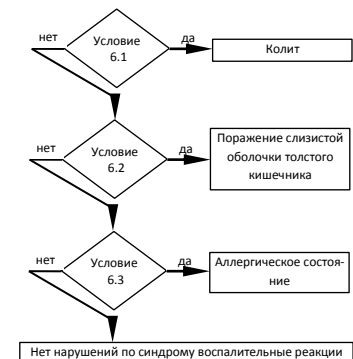 нет
Условие
6.1
да
Колит
нет
Условие
6.2
да
Поражение слизистой
оболочки толстого
кишечника
нет
Условие
6.3
да
Аллергическое состоя-
ние
Нет нарушений по синдрому воспалительные реакции